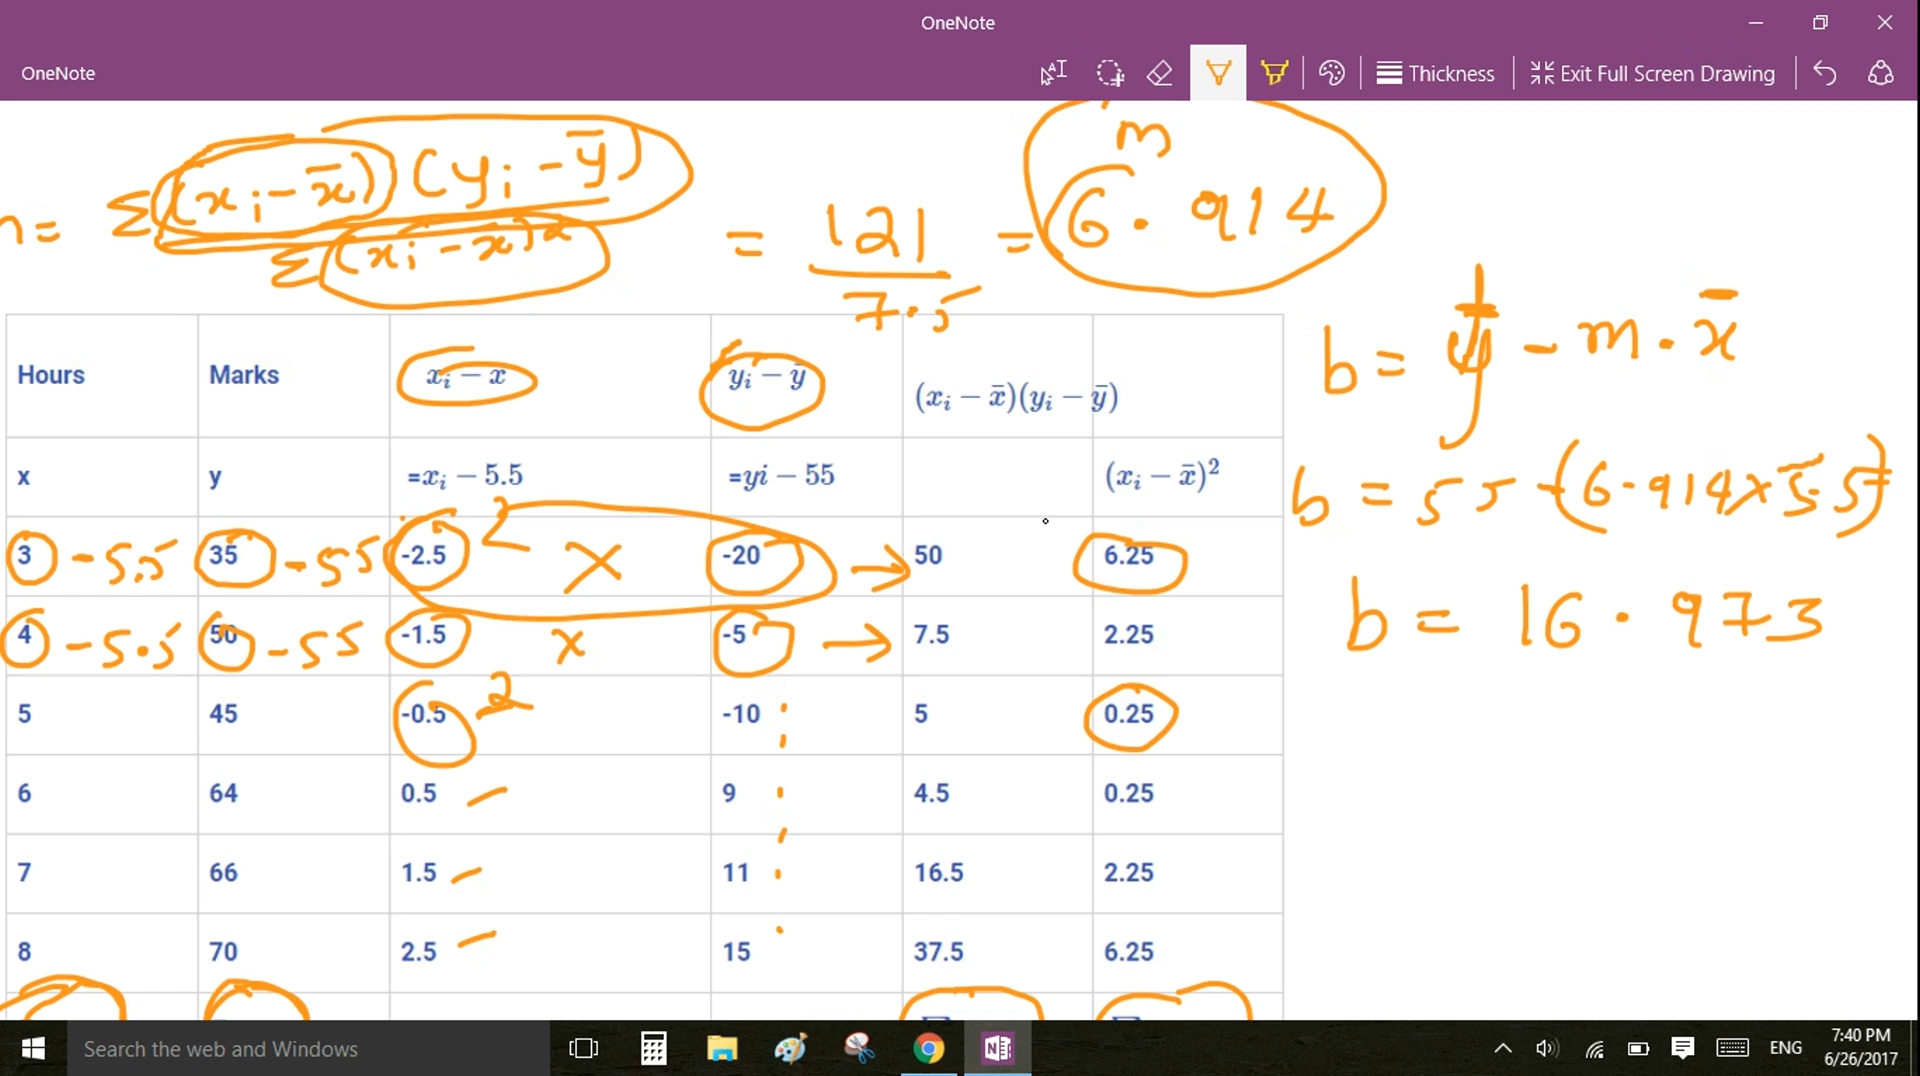 OneNote
OneNote
Thickness
Exit Full Screen Drawing
m
= Σ(xᵢ − x̄)(yᵢ − ȳ)
Σ(xᵢ − x̄)²
= 121
7.5
= 6.914
b = ȳ − m . x̄
Hours Marks xᵢ − x yᵢ − ȳ (xᵢ − x̄)(yᵢ − ȳ)
x y =xᵢ − 5.5 =yi − 55 (xᵢ − x̄)²
b = 55 − (6.914 × 5.5)
3 - 5.5 35 - 55 -2.5 2 x -20 → 50 6.25
4 - 5.5 50 - 55 -1.5 x -5 → 7.5 2.25
b = 16.973
5 45 -0.5 2 -10 5 0.25
6 64 0.5 9 4.5 0.25
7 66 1.5 11 16.5 2.25
8 70 2.5 15 37.5 6.25
Search the web and Windows
ENG
7:40 PM
6/26/2017